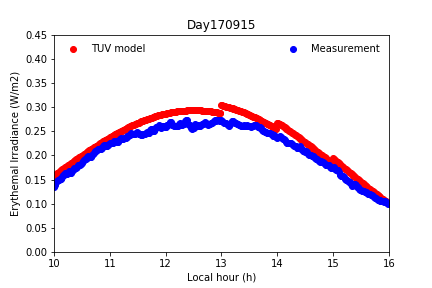 Day170915
TUV model
Measurement
Erythemal Irradiance (W/m2)
0.45
0.40
0.35
0.30
0.25
0.20
0.15
0.10
0.05
0.00
10 11 12 13 14 15 16
Local hour (h)